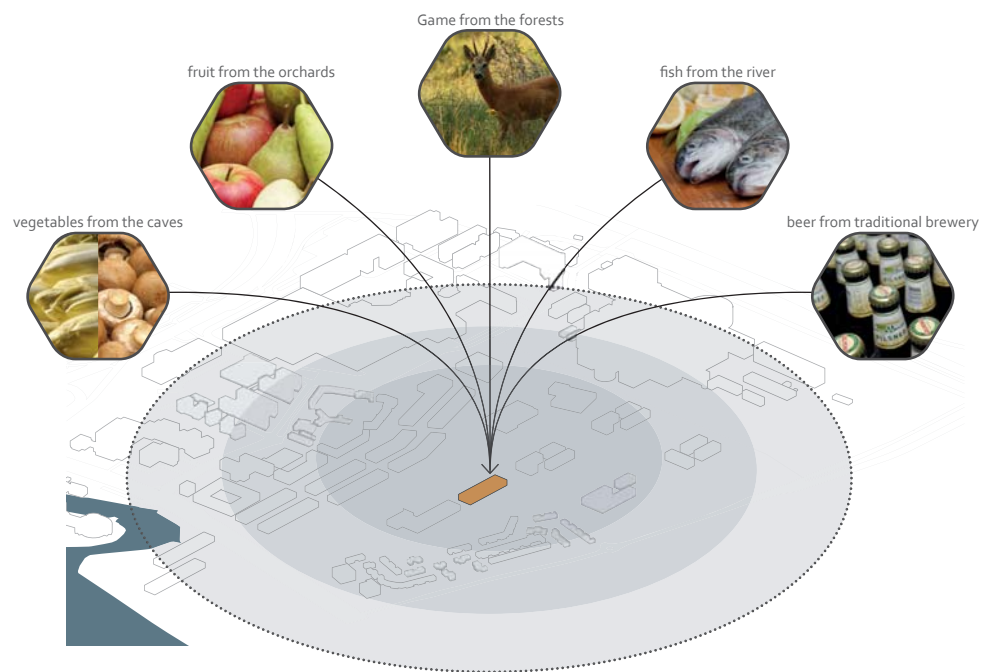 Game from the forests
fruit from the orchards
fish from the river
vegetables from the caves
beer from traditional brewery
PILSNER